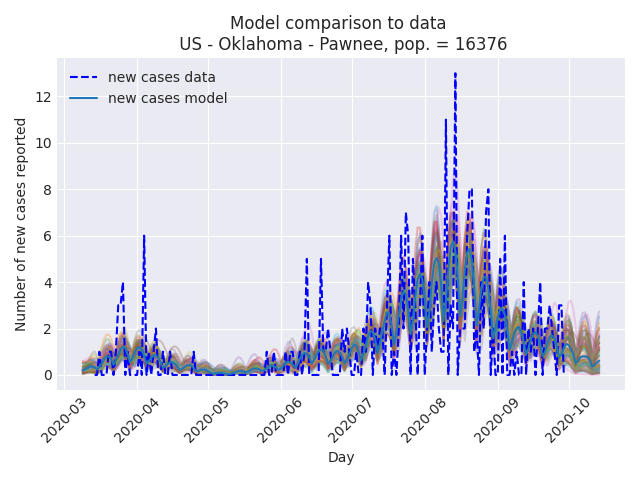 Model comparison to data
US - Oklahoma - Pawnee, pop. = 16376
new cases data
new cases model
Number of new cases reported
12
10
8
6
4
2
0
2020-03
2020-04
2020-05
2020-06
2020-07
2020-08
2020-09
2020-10
Day